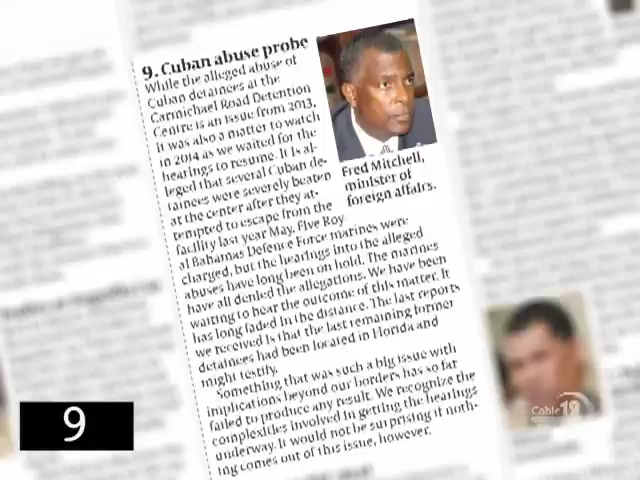 9. Cuban abuse probe
While the alleged abuse of
Cuban detainees at the
Carmichael Road Detention
Centre is an issue from 2013,
it was also a matter to watch
in 2014 as we waited for the
hearings to resume. It is al-
leged that several Cuban de-
tainees were severely beaten
at the center after they at-
tempted to escape from the
facility last year May. Five Roy
al Bahamas Defence Force marines were
charged, but the hearings into the alleged
abuses have long been on hold. The marines
have all denied the allegations. We have been
waiting to hear the outcome of this matter. It
has long faded in the distance. The last reports
we received is that the last remaining former
detainees had been located in Florida and
might testify.
Something that was such a big issue with
implications beyond our borders has so far
failed to produce any result. We recognize the
complexities involved in getting the hearings
underway. It would not be surprising if noth-
ing comes out of this issue, however.
Fred Mitchell,
minister of
foreign affairs.
9
Cable 12